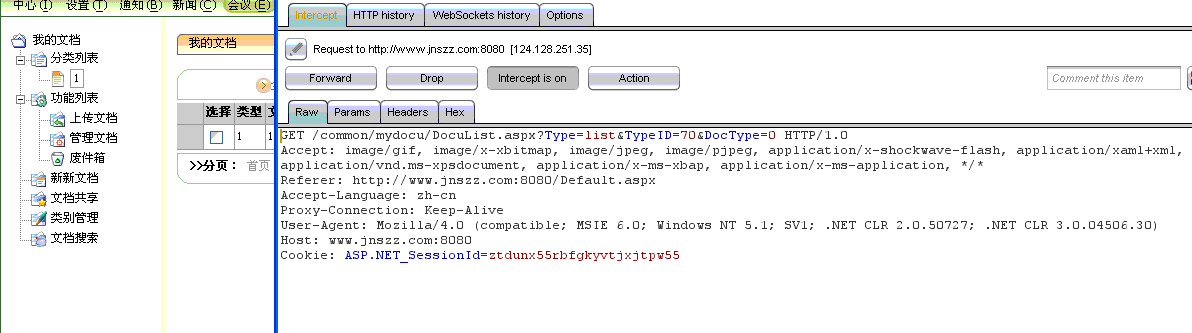 中心 (I) 设置 (T) 通知 (B) 新闻 (C) 会议 (E)
我的文档
分类列表
1
功能列表
上传文档
管理文档
废件箱
新新文档
文档共享
类别管理
文档搜索
我的文档
选择 类型
1 1
>>分页： 首页
Intercept HTTP history WebSockets history Options
Request to http://www.jnszz.com:8080 [124.128.251.35]
Forward Drop Intercept is on Action Comment this item
Raw Params Headers Hex
GET /common/mydocu/DocuList.aspx?Type=list&TypeID=70&DocType=0 HTTP/1.0
Accept: image/gif, image/x-xbitmap, image/jpeg, image/pjpeg, application/x-shockwave-flash, application/xaml+xml,
application/vnd.ms-xpsdocument, application/x-ms-xbap, application/x-ms-application, */*
Referer: http://www.jnszz.com:8080/Default.aspx
Accept-Language: zh-cn
Proxy-Connection: Keep-Alive
User-Agent: Mozilla/4.0 (compatible; MSIE 6.0; Windows NT 5.1; SV1; .NET CLR 2.0.50727; .NET CLR 3.0.04506.30)
Host: www.jnszz.com:8080
Cookie: ASP.NET_SessionId=ztdunx55rbfgkyvtjxjtpw55